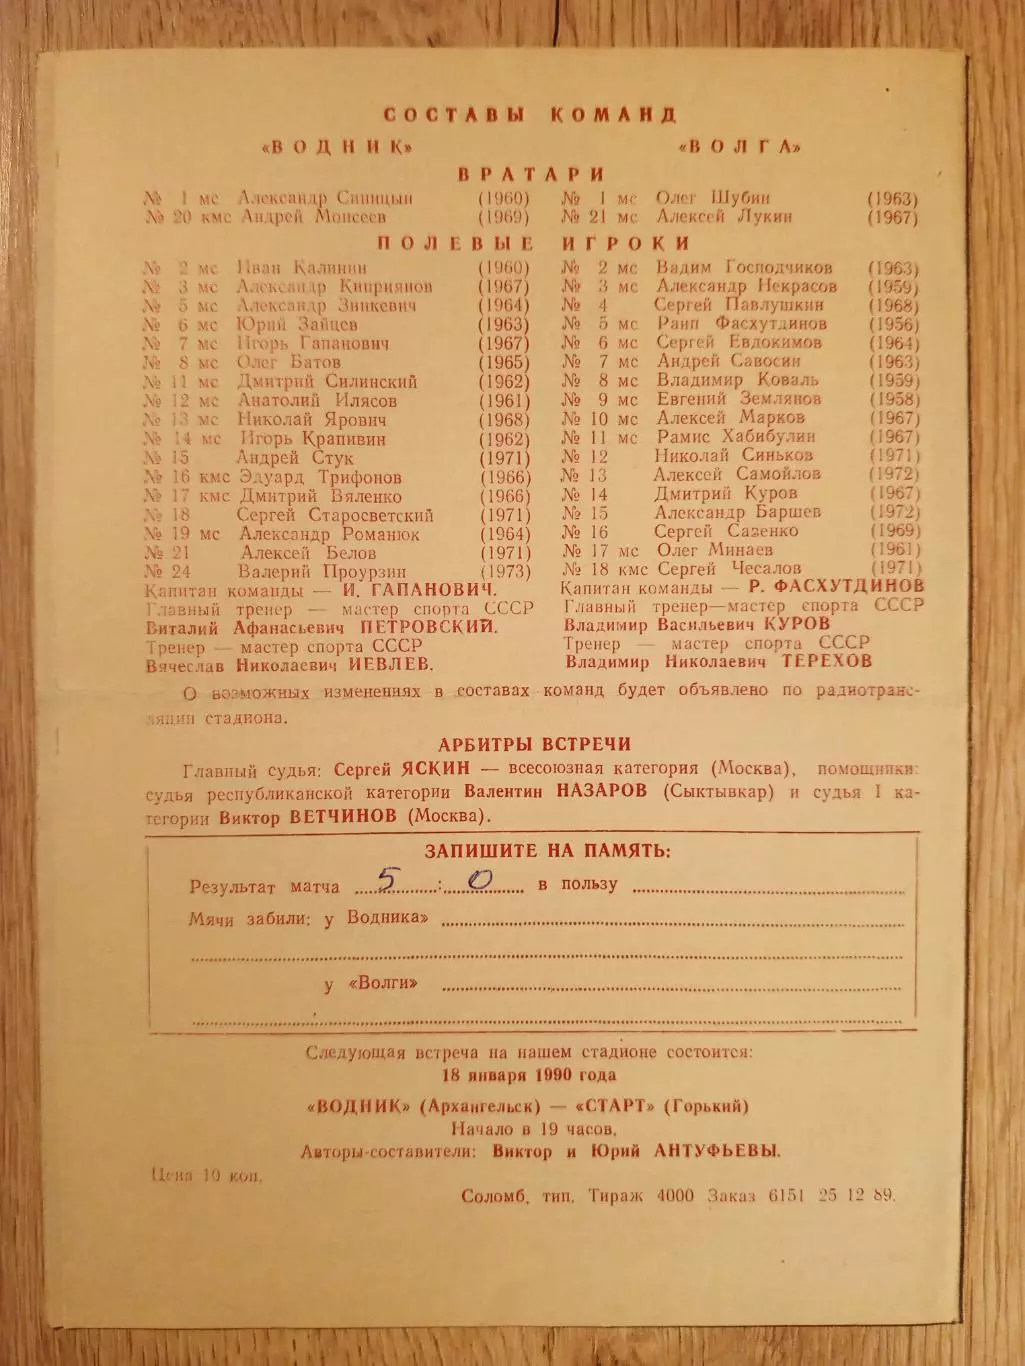 СОСТАВЫ КОМАНД
«ВОДНИК» «ВОЛГА»
ВРАТАРИ
№ 1 мс Александр Синицын (1960) № 1 мс Олег Шубин (1963)
№ 20 кмс Андрей Моисеев (1969) № 21 мс Алексей Лукин (1967)
ПОЛЕВЫЕ ИГРОКИ
№ 2 мс Иван Калинин (1960) № 2 мс Вадим Господчиков (1963)
№ 3 мс Александр Киприянов (1967) № 3 мс Александр Некрасов (1959)
№ 5 мс Александр Зинкевич (1964) № 4 Сергей Павлушкин (1968)
№ 6 мс Юрий Зайцев (1963) № 5 мс Раип Фасхутдинов (1956)
№ 7 мс Игорь Гапанович (1967) № 6 мс Сергей Евдокимов (1964)
№ 8 мс Олег Батов (1965) № 7 мс Андрей Савосин (1963)
№ 11 мс Дмитрий Силинский (1962) № 8 мс Владимир Коваль (1959)
№ 12 мс Анатолий Илясов (1961) № 9 мс Евгений Землянов (1958)
№ 13 мс Николай Ярович (1968) № 10 мс Алексей Марков (1967)
№ 14 мс Игорь Крапивин (1962) № 11 мс Рамис Хабибулин (1967)
№ 15 Андрей Стук (1971) № 12 Николай Синьков (1971)
№ 16 кмс Эдуард Трифонов (1966) № 13 Алексей Самойлов (1972)
№ 17 кмс Дмитрий Вяленко (1966) № 14 Дмитрий Куров (1967)
№ 18 Сергей Старосветский (1971) № 15 Александр Баршев (1972)
№ 19 мс Александр Романюк (1964) № 16 Сергей Сазенко (1969)
№ 21 Алексей Белов (1971) № 17 мс Олег Минаев (1961)
№ 24 Валерий Проурзин (1973) № 18 кмс Сергей Чесалов (1971)
Капитан команды — И. ГАПАНОВИЧ. Капитан команды — Р. ФАСХУТДИНОВ
Главный тренер — мастер спорта СССР Главный тренер—мастер спорта СССР
Виталий Афанасьевич ПЕТРОВСКИЙ. Владимир Васильевич КУРОВ
Тренер — мастер спорта СССР Тренер — мастер спорта СССР
Вячеслав Николаевич ИЕВЛЕВ. Владимир Николаевич ТЕРЕХОВ
О возможных изменениях в составах команд будет объявлено по радиотранс-
ляции стадиона.
АРБИТРЫ ВСТРЕЧИ
Главный судья: Сергей ЯСКИН — всесоюзная категория (Москва), помощники:
судья республиканской категории Валентин НАЗАРОВ (Сыктывкар) и судья I ка-
тегории Виктор ВЕТЧИНОВ (Москва).
ЗАПИШИТЕ НА ПАМЯТЬ:
Результат матча 5 : 0 в пользу
Мячи забили: у Водника»
у «Волги»
Следующая встреча на нашем стадионе состоится:
18 января 1990 года
«ВОДНИК» (Архангельск) — «СТАРТ» (Горький)
Начало в 19 часов.
Авторы-составители: Виктор и Юрий АНТУФЬЕВЫ.
Цена 10 коп.
Соломб. тип. Тираж 4000 Заказ 6151 25 12 89.